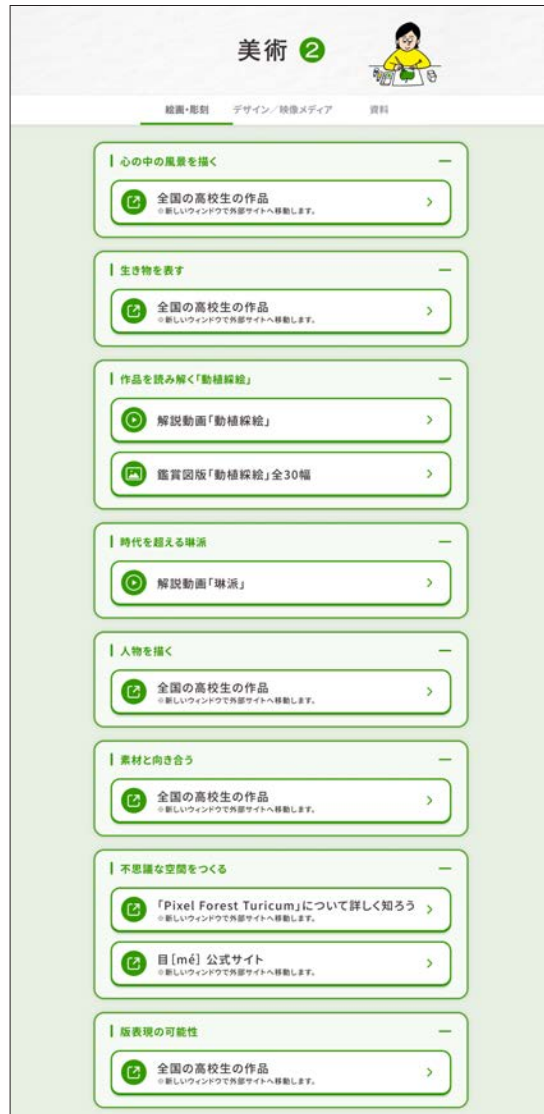 美術 2
絵画・彫刻 デザイン／映像メディア 資料
心の中の風景を描く
全国の高校生の作品
※新しいウィンドウで外部サイトへ移動します。
生き物を表す
全国の高校生の作品
※新しいウィンドウで外部サイトへ移動します。
作品を読み解く「動植綵絵」
解説動画「動植綵絵」
鑑賞図版「動植綵絵」全30幅
時代を超える琳派
解説動画「琳派」
人物を描く
全国の高校生の作品
※新しいウィンドウで外部サイトへ移動します。
素材と向き合う
全国の高校生の作品
※新しいウィンドウで外部サイトへ移動します。
不思議な空間をつくる
「Pixel Forest Turicum」について詳しく知ろう
※新しいウィンドウで外部サイトへ移動します。
目［mé］公式サイト
※新しいウィンドウで外部サイトへ移動します。
版表現の可能性
全国の高校生の作品
※新しいウィンドウで外部サイトへ移動します。